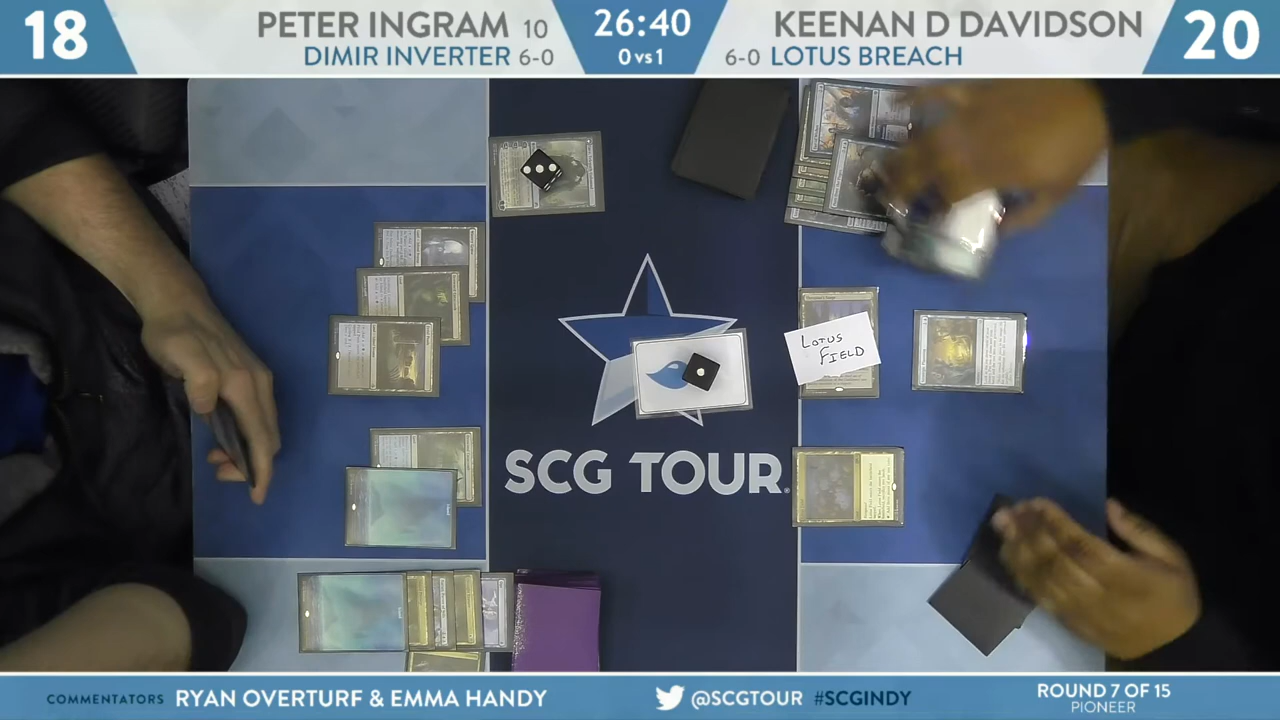 18
PETER INGRAM 10
DIMIR INVERTER 6-0
26:40
0 vs 1
KEENAN D DAVIDSON
6-0 LOTUS BREACH
20
LOTUS
FIELD
SCG TOUR.
COMMENTATORS RYAN OVERTURF & EMMA HANDY
@SCGTOUR #SCGINDY
ROUND 7 OF 15
PIONEER